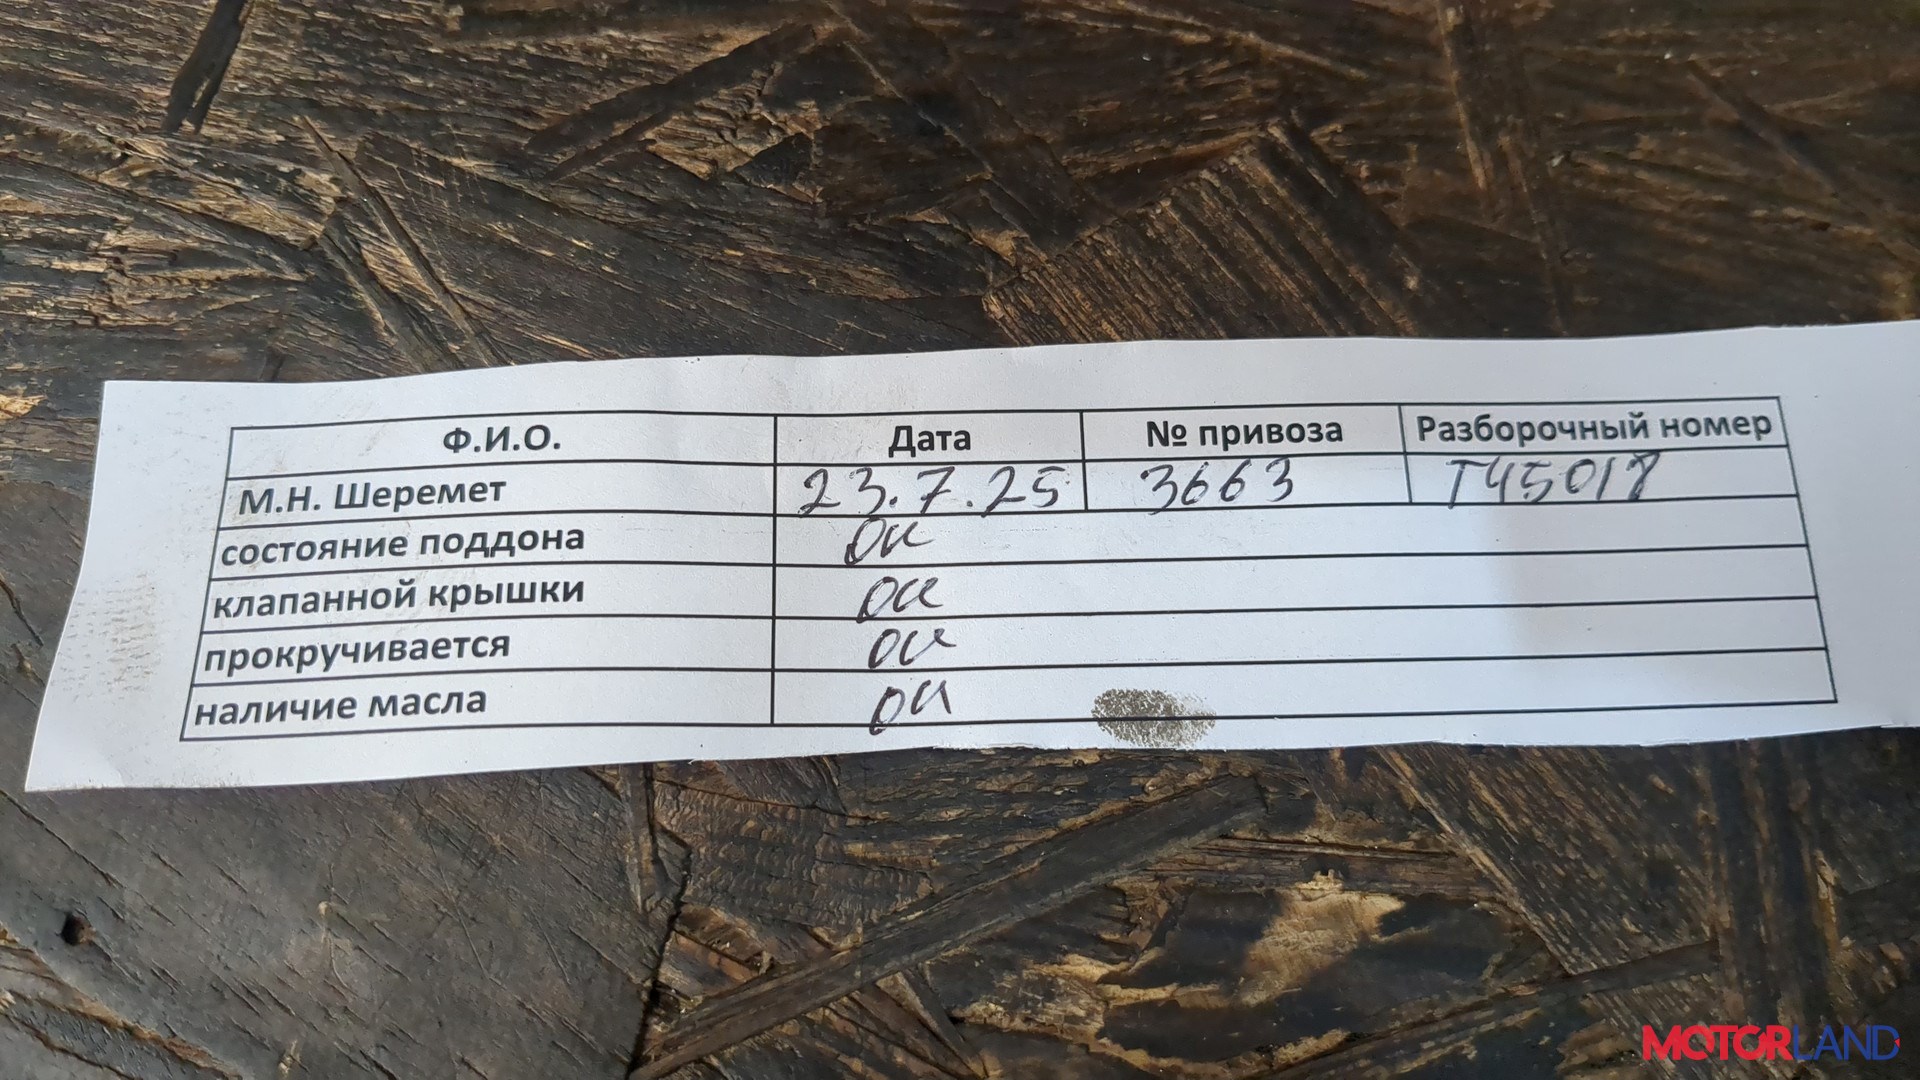 Ф.И.О. Дата № привоза Разборочный номер
М.Н. Шеремет 23.7.25 3663 Т45018
состояние поддона ок
клапанной крышки ок
прокручивается ок
наличие масла ок
MOTORLAND